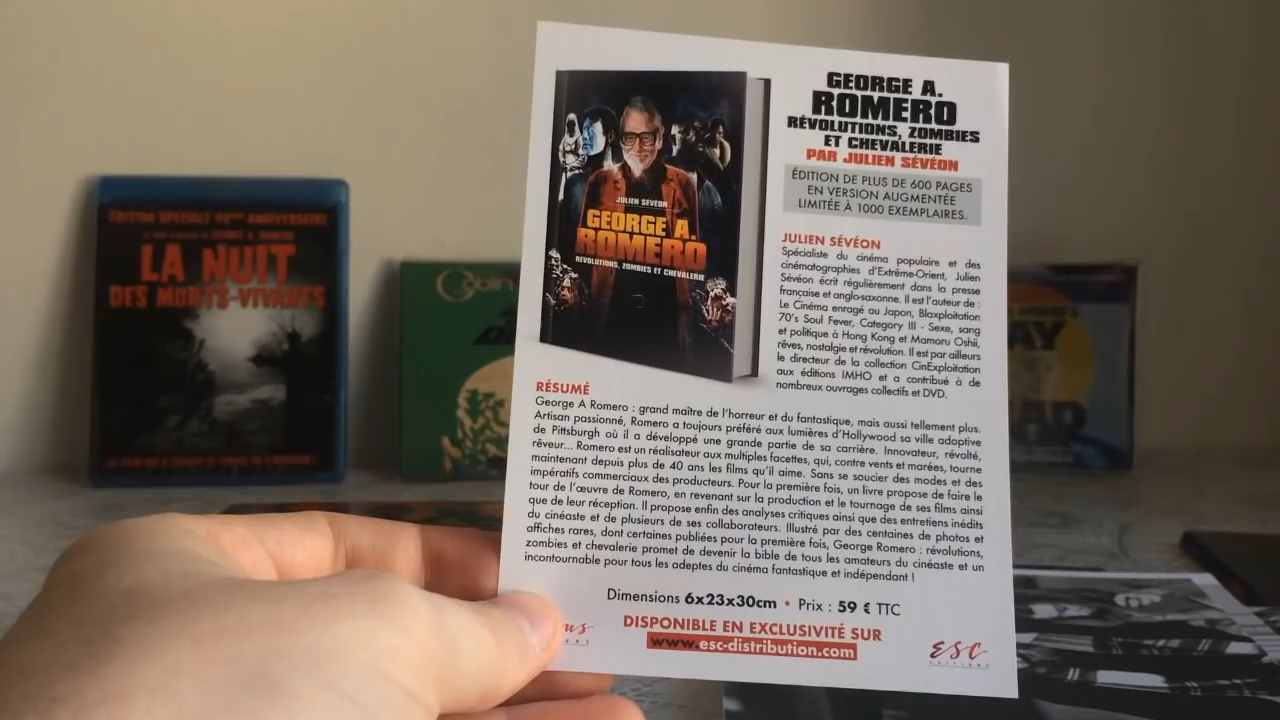 GEORGE A.
ROMERO
RÉVOLUTIONS, ZOMBIES
ET CHEVALERIE
PAR JULIEN SÉVÉON
ÉDITION DE PLUS DE 600 PAGES
EN VERSION AUGMENTÉE
LIMITÉE À 1000 EXEMPLAIRES.
JULIEN SÉVÉON
GEORGE A.
ROMERO
RÉVOLUTIONS, ZOMBIES ET CHEVALERIE
JULIEN SÉVÉON
Spécialiste du cinéma populaire et des
cinématographies d'Extrême-Orient, Julien
Sévéon écrit régulièrement dans la presse
française et anglo-saxonne. Il est l'auteur de :
Le Cinéma enragé au Japon, Blaxploitation
70's Soul Fever, Category III - Sexe, sang
et politique à Hong Kong et Mamoru Oshii,
rêves, nostalgie et révolution. Il est par ailleurs
le directeur de la collection CinExploitation
aux éditions IMHO et a contribué à de
nombreux ouvrages collectifs et DVD.
RÉSUMÉ
George A Romero : grand maître de l'horreur et du fantastique, mais aussi tellement plus.
Artisan passionné, Romero a toujours préféré aux lumières d'Hollywood sa ville adoptive
de Pittsburgh où il a développé une grande partie de sa carrière. Innovateur, révolté,
rêveur... Romero est un réalisateur aux multiples facettes, qui, contre vents et marées, tourne
maintenant depuis plus de 40 ans les films qu'il aime. Sans se soucier des modes et des
impératifs commerciaux des producteurs. Pour la première fois, un livre propose de faire le
tour de l'œuvre de Romero, en revenant sur la production et le tournage de ses films ainsi
que de leur réception. Il propose enfin des analyses critiques ainsi que des entretiens inédits
du cinéaste et de plusieurs de ses collaborateurs. Illustré par des centaines de photos et
affiches rares, dont certaines publiées pour la première fois, George Romero : révolutions,
zombies et chevalerie promet de devenir la bible de tous les amateurs du cinéaste et un
incontournable pour tous les adeptes du cinéma fantastique et indépendant !
Dimensions 6x23x30cm • Prix : 59 € TTC
DISPONIBLE EN EXCLUSIVITÉ SUR
www.esc-distribution.com
ESC
EDITIONS
ÉDITION SPÉCIALE ANNIVERSAIRE
LA NUIT
DES MORTS-VIVANTS
Goblin